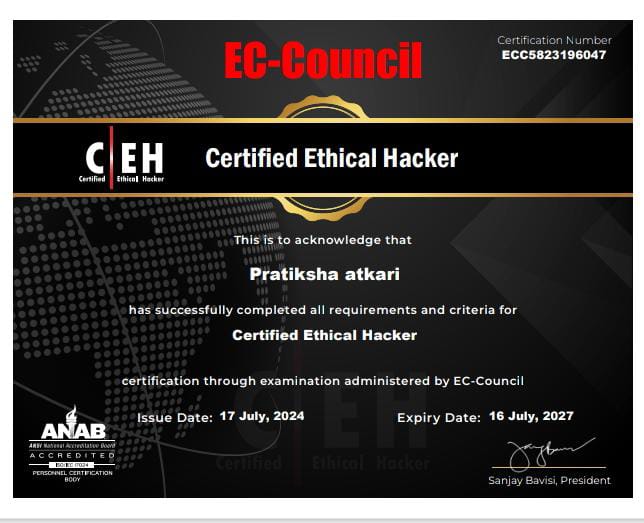 EC-Council
Certification Number
ECC5823196047
C EH
Certified Ethical Hacker
Certified Ethical Hacker
This is to acknowledge that
Pratiksha atkari
has successfully completed all requirements and criteria for
Certified Ethical Hacker
certification through examination administered by EC-Council
Issue Date: 17 July, 2024
Expiry Date: 16 July, 2027
C EH
Certified Ethical Hacker
ANAB
ANSI National Accreditation Board
ACCREDITED
ISO/IEC 17024
PERSONNEL CERTIFICATION
BODY
Sanjay Bavisi, President